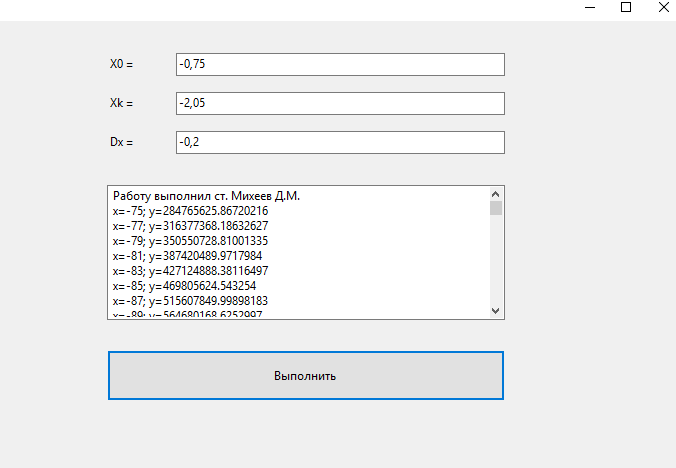 X0 =
-0,75
Xk =
-2,05
Dx =
-0,2
Работу выполнил ст. Михеев Д.М.
x=-75; y=284765625.86720216
x=-77; y=316377368.18632627
x=-79; y=350550728.81001335
x=-81; y=387420489.9717984
x=-83; y=427124888.38116497
x=-85; y=469805624.543254
x=-87; y=515607849.99898183
x=-89; y=564680168.6252997
Выполнить